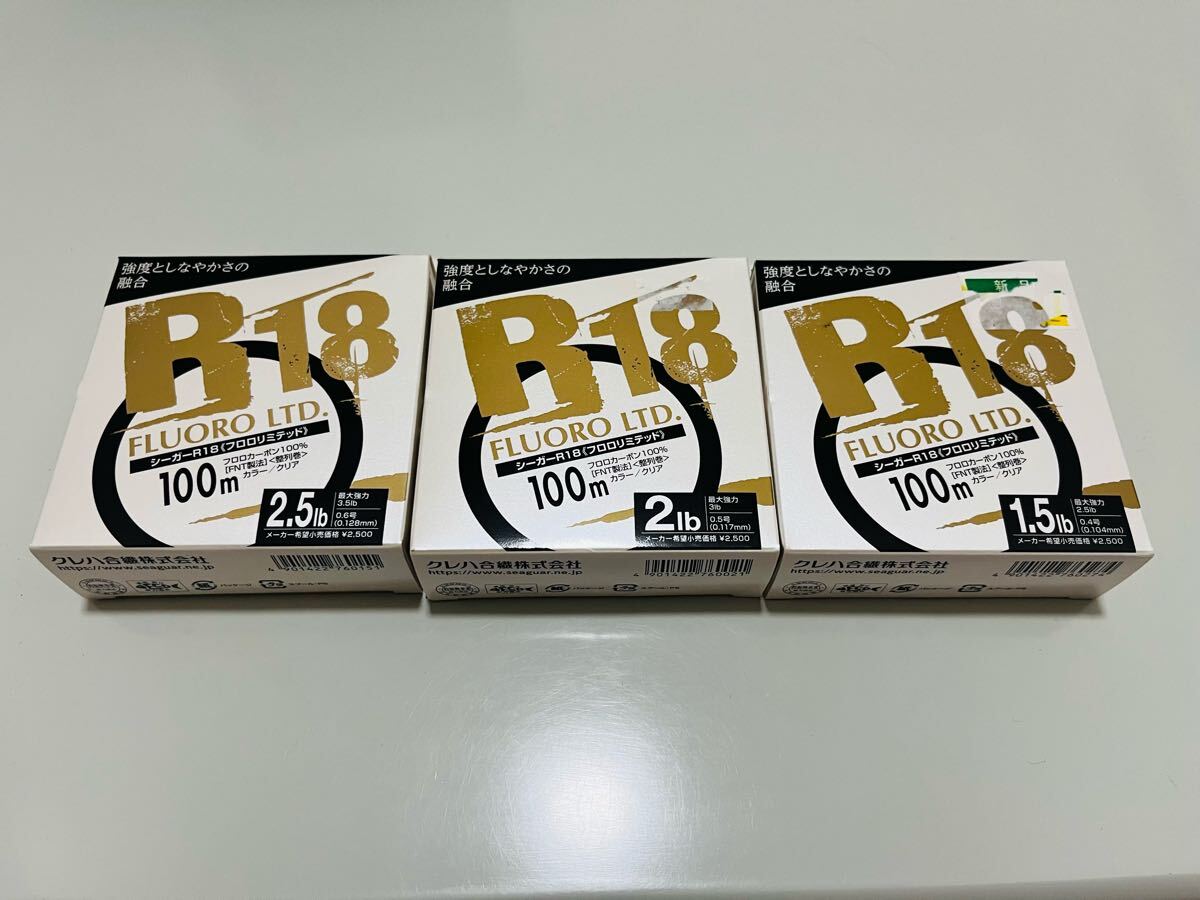 強度としなやかさの
融合
R18
FLUORO LTD.
シーガーR18《フロロリミテッド》
100m
フロロカーボン100%
[FNT製法]<整列巻>
カラー/クリア
2.5lb
最大強力
3.5lb
0.6号
(0.128mm)
メーカー希望小売価格 ¥2,500
クレハ合繊株式会社
https://www.seaguar.ne.jp
強度としなやかさの
融合
R18
FLUORO LTD.
シーガーR18《フロロリミテッド》
100m
フロロカーボン100%
[FNT製法]<整列巻>
カラー/クリア
2lb
最大強力
3lb
0.5号
(0.117mm)
メーカー希望小売価格 ¥2,500
クレハ合繊株式会社
https://www.seaguar.ne.jp
4 901422 760021
強度としなやかさの
融合
新品
R18
FLUORO LTD.
シーガーR18《フロロリミテッド》
100m
フロロカーボン100%
[FNT製法]<整列巻>
カラー/クリア
1.5lb
最大強力
2.5lb
0.4号
(0.104mm)
メーカー希望小売価格 ¥2,500
クレハ合繊株式会社
https://www.seaguar.ne.jp